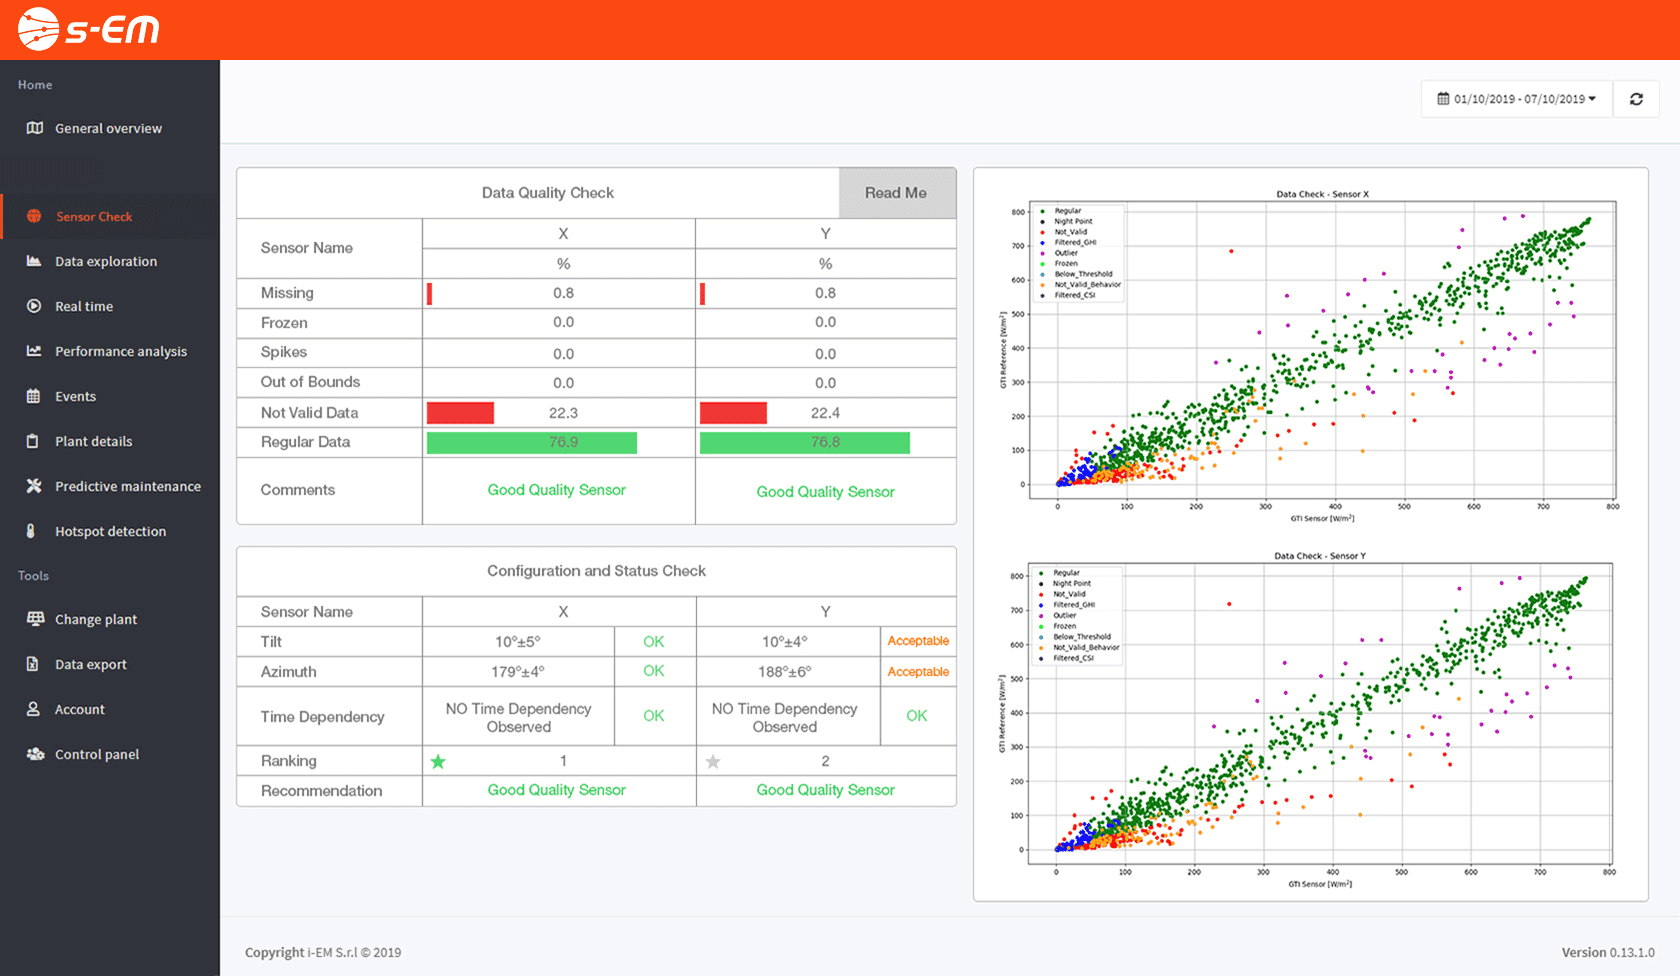 s-EM
Home
General overview
Sensor Check
Data exploration
Real time
Performance analysis
Events
Plant details
Predictive maintenance
Hotspot detection
Tools
Change plant
Data export
Account
Control panel
01/10/2019 - 07/10/2019
Data Quality Check Read Me
Sensor Name X Y
% %
Missing 0.8 0.8
Frozen 0.0 0.0
Spikes 0.0 0.0
Out of Bounds 0.0 0.0
Not Valid Data 22.3 22.4
Regular Data 76.9 76.8
Comments Good Quality Sensor Good Quality Sensor
Configuration and Status Check
Sensor Name X Y
Tilt 10°±5° OK 10°±4° Acceptable
Azimuth 179°±4° OK 188°±6° Acceptable
Time Dependency NO Time Dependency Observed OK NO Time Dependency Observed OK
Ranking 1 2
Recommendation Good Quality Sensor Good Quality Sensor
Data Check - Sensor X
Regular
Night Point
Not_Valid
Filtered_GHI
Outlier
Frozen
Below_Threshold
Not_Valid_Behavior
Filtered_CSI
GTI Reference [W/m²]
800
700
600
500
400
300
200
100
0
0 100 200 300 400 500 600 700 800
GTI Sensor [W/m²]
Data Check - Sensor Y
Regular
Night Point
Not_Valid
Filtered_GHI
Outlier
Frozen
Below_Threshold
Not_Valid_Behavior
Filtered_CSI
GTI Reference [W/m²]
800
700
600
500
400
300
200
100
0
0 100 200 300 400 500 600 700 800
GTI Sensor [W/m²]
Copyright i-EM S.r.l © 2019
Version 0.13.1.0